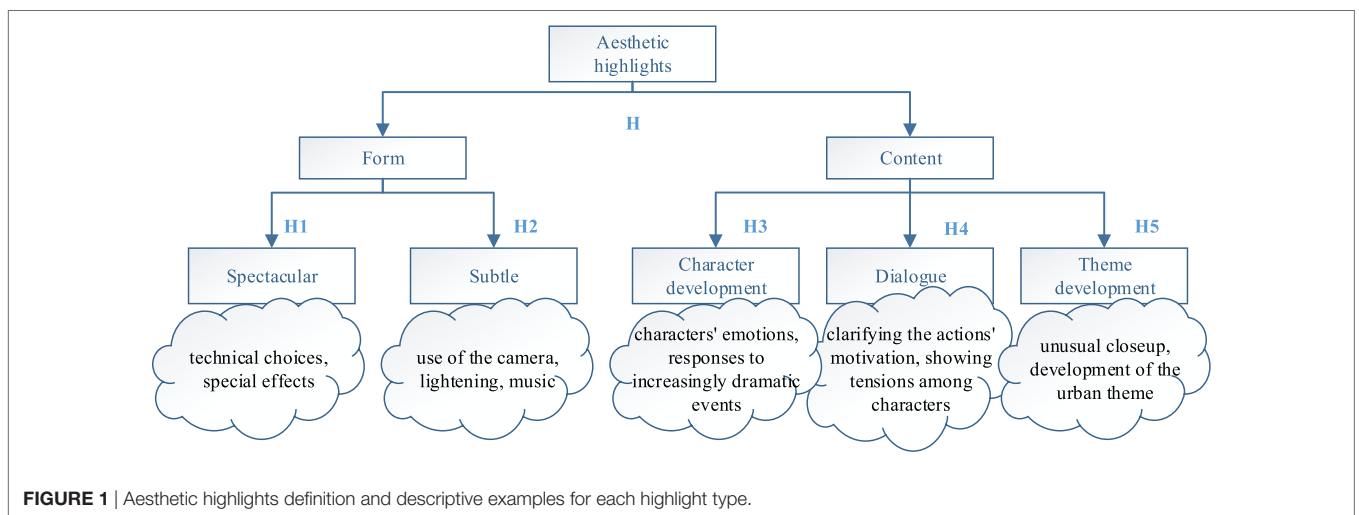 Aesthetic
highlights
H
Form
Content
H1
H2
H3
H4
H5
Spectacular
Subtle
Character
development
Dialogue
Theme
development
technical choices,
special effects
use of the camera,
lightening, music
characters' emotions,
responses to
increasingly dramatic
events
clarifying the actions'
motivation, showing
tensions among
characters
unusual closeup,
development of the
urban theme
FIGURE 1 | Aesthetic highlights definition and descriptive examples for each highlight type.